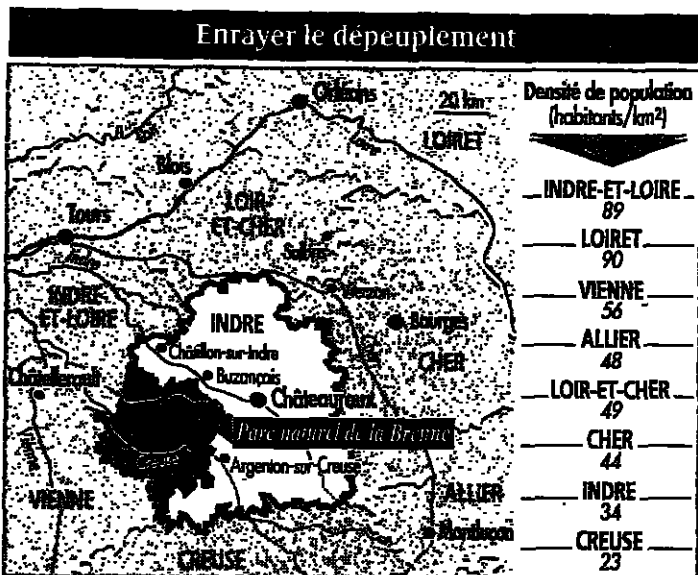 Enrayer le dépeuplement
Orléans
20 km
LOIRET
Blois
LOIR-
ET-CHER
Tours
Indre
INDRE-
ET-LOIRE
INDRE
Bourges
CHER
Châtillon-sur-Indre
Buzançais
Châtellerault
Châteauroux
Parc naturel de la Brenne
Argenton-sur-Creuse
Vienne
VIENNE
ALLIER
Montluçon
CREUSE
Densité de population
(habitants/km²)
INDRE-ET-LOIRE
89
LOIRET
90
VIENNE
56
ALLIER
48
LOIR-ET-CHER
49
CHER
44
INDRE
34
CREUSE
23